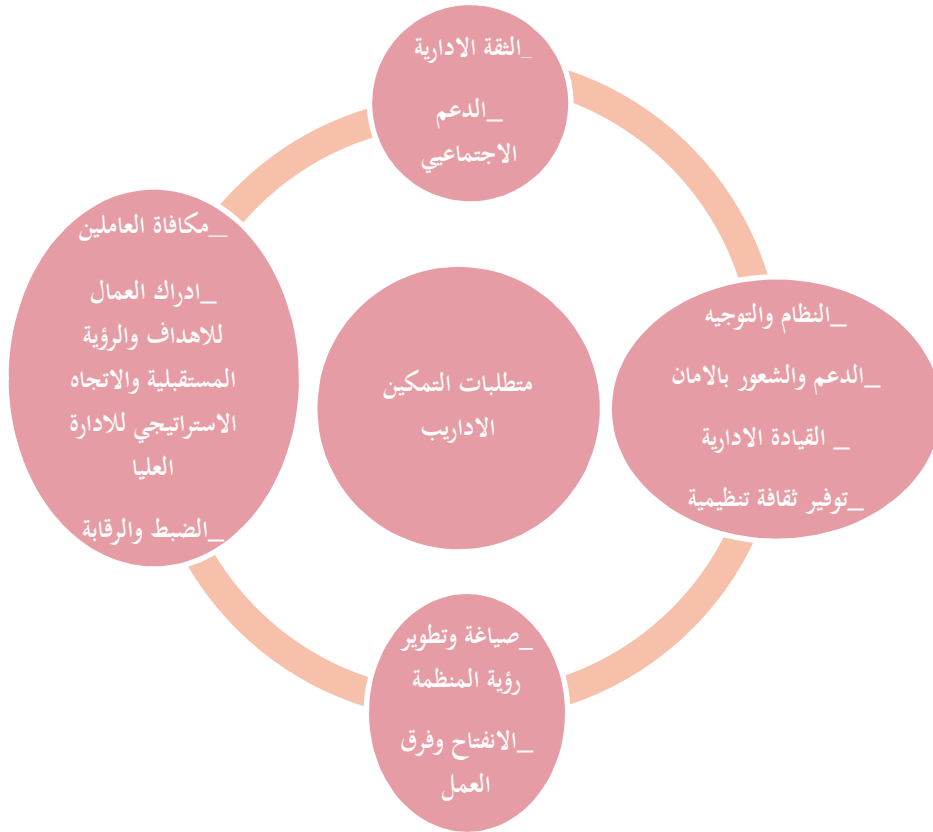 _الثقة الادارية
_الدعم
الاجتماعيي
_النظام والتوجيه
_الدعم والشعور بالامان
_ القيادة الادارية
_توفير ثقافة تنظيمية
متطلبات التمكين
الاداريب
_مكافاة العاملين
_ادراك العمال
للاهداف والرؤية
المستقبلية والاتجاه
الاستراتيجي للادارة
العليا
_الضبط والرقابة
_صياغة وتطوير
رؤية المنظمة
_الانفتاح وفرق
العمل